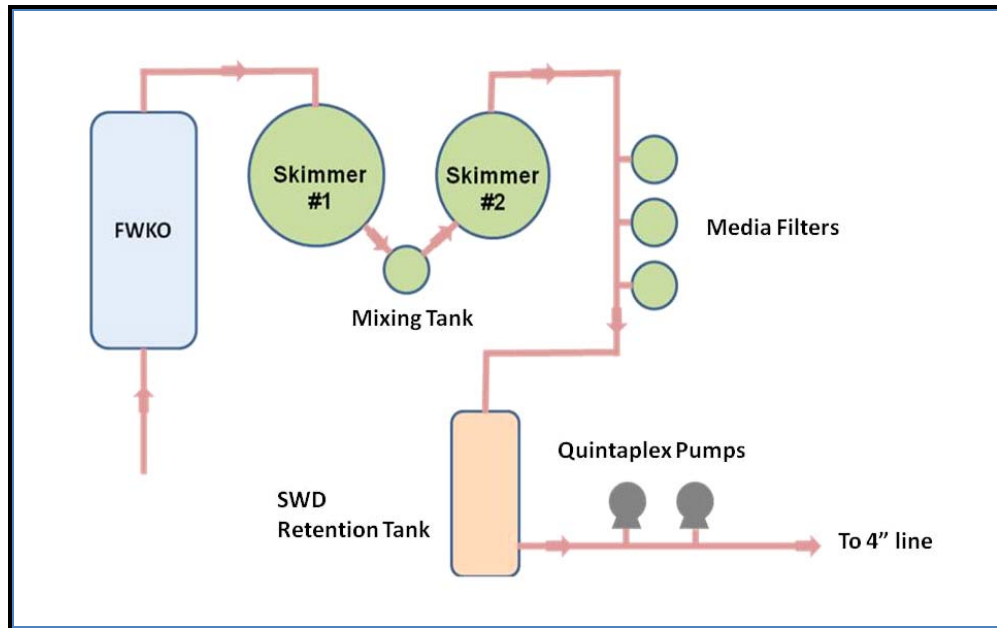 FWKO
Skimmer
#1
Skimmer
#2
Mixing Tank
Media Filters
SWD
Retention Tank
Quintaplex Pumps
To 4” line